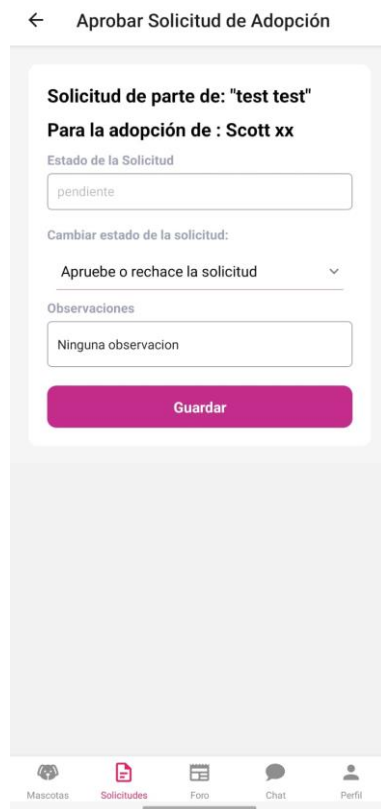 Aprobar Solicitud de Adopción
Solicitud de parte de: "test test"
Para la adopción de : Scott xx
Estado de la Solicitud
pendiente
Cambiar estado de la solicitud:
Apruebe o rechace la solicitud
Observaciones
Ninguna observacion
Guardar
Mascotas Solicitudes Foro Chat Perfil